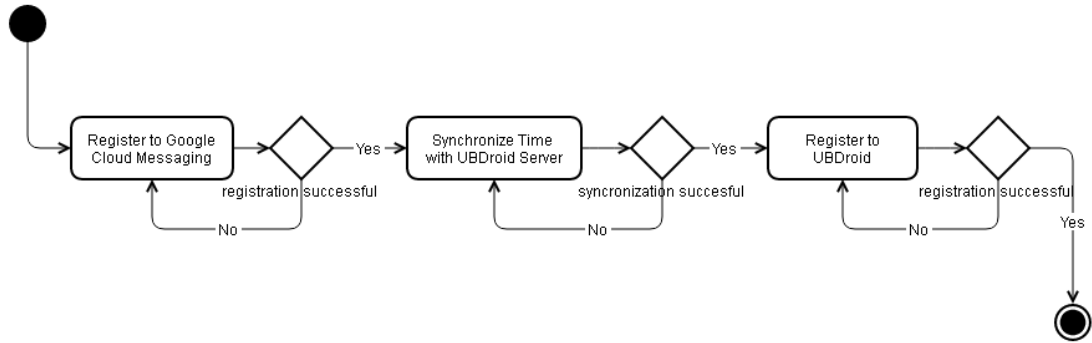 Register to Google
Cloud Messaging
registration successful
Yes
No
Synchronize Time
with UBDroid Server
syncronization succesful
Yes
No
Register to
UBDroid
registration successful
No
Yes